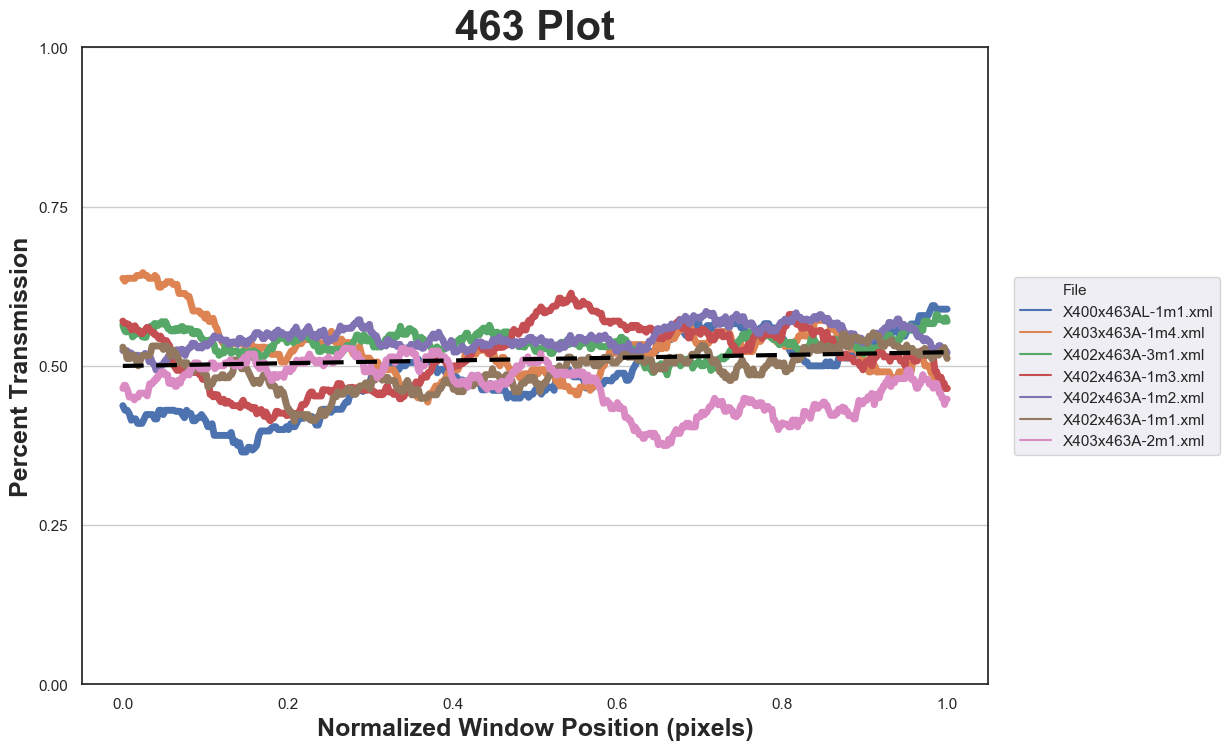 463 Plot
Percent Transmission
1.00
0.75
0.50
0.25
0.00
0.0 0.2 0.4 0.6 0.8 1.0
Normalized Window Position (pixels)
File
X400x463AL-1m1.xml
X403x463A-1m4.xml
X402x463A-3m1.xml
X402x463A-1m3.xml
X402x463A-1m2.xml
X402x463A-1m1.xml
X403x463A-2m1.xml